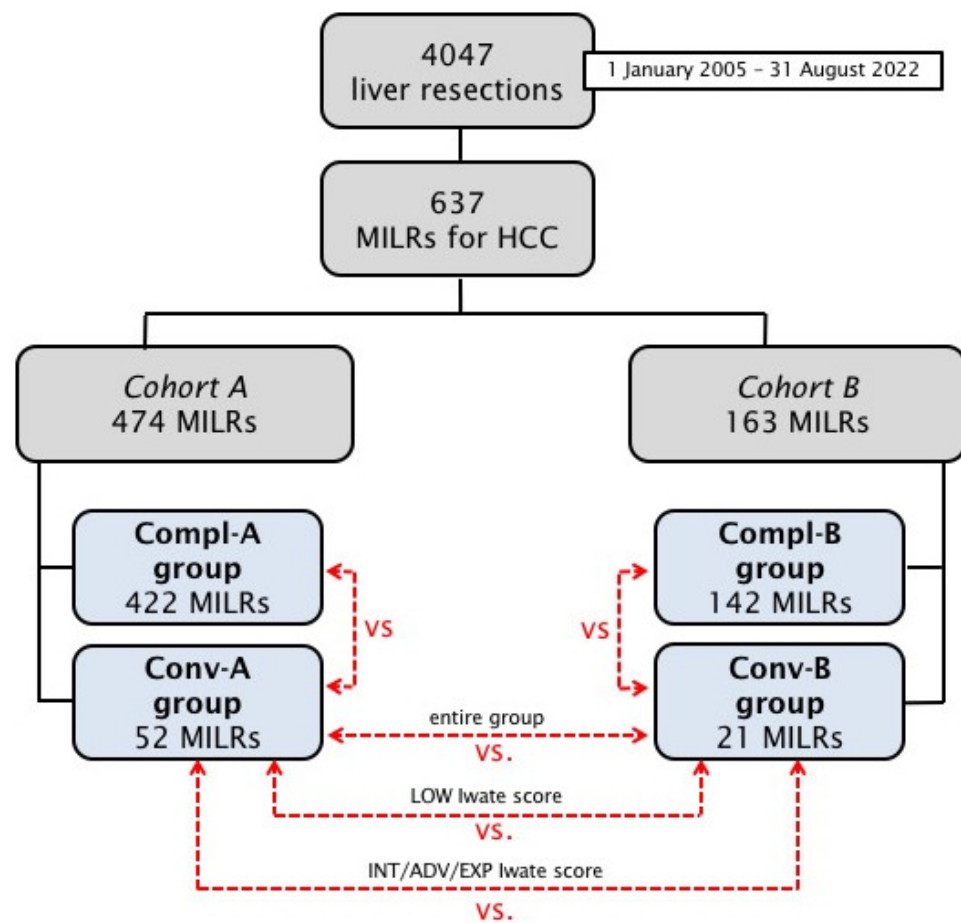 4047
liver resections
1 January 2005 – 31 August 2022
637
MILRs for HCC
Cohort A
474 MILRs
Cohort B
163 MILRs
Compl-A
group
422 MILRs
Compl-B
group
142 MILRs
vs
vs
Conv-A
group
52 MILRs
Conv-B
group
21 MILRs
entire group
vs.
LOW Iwate score
vs.
INT/ADV/EXP Iwate score
vs.